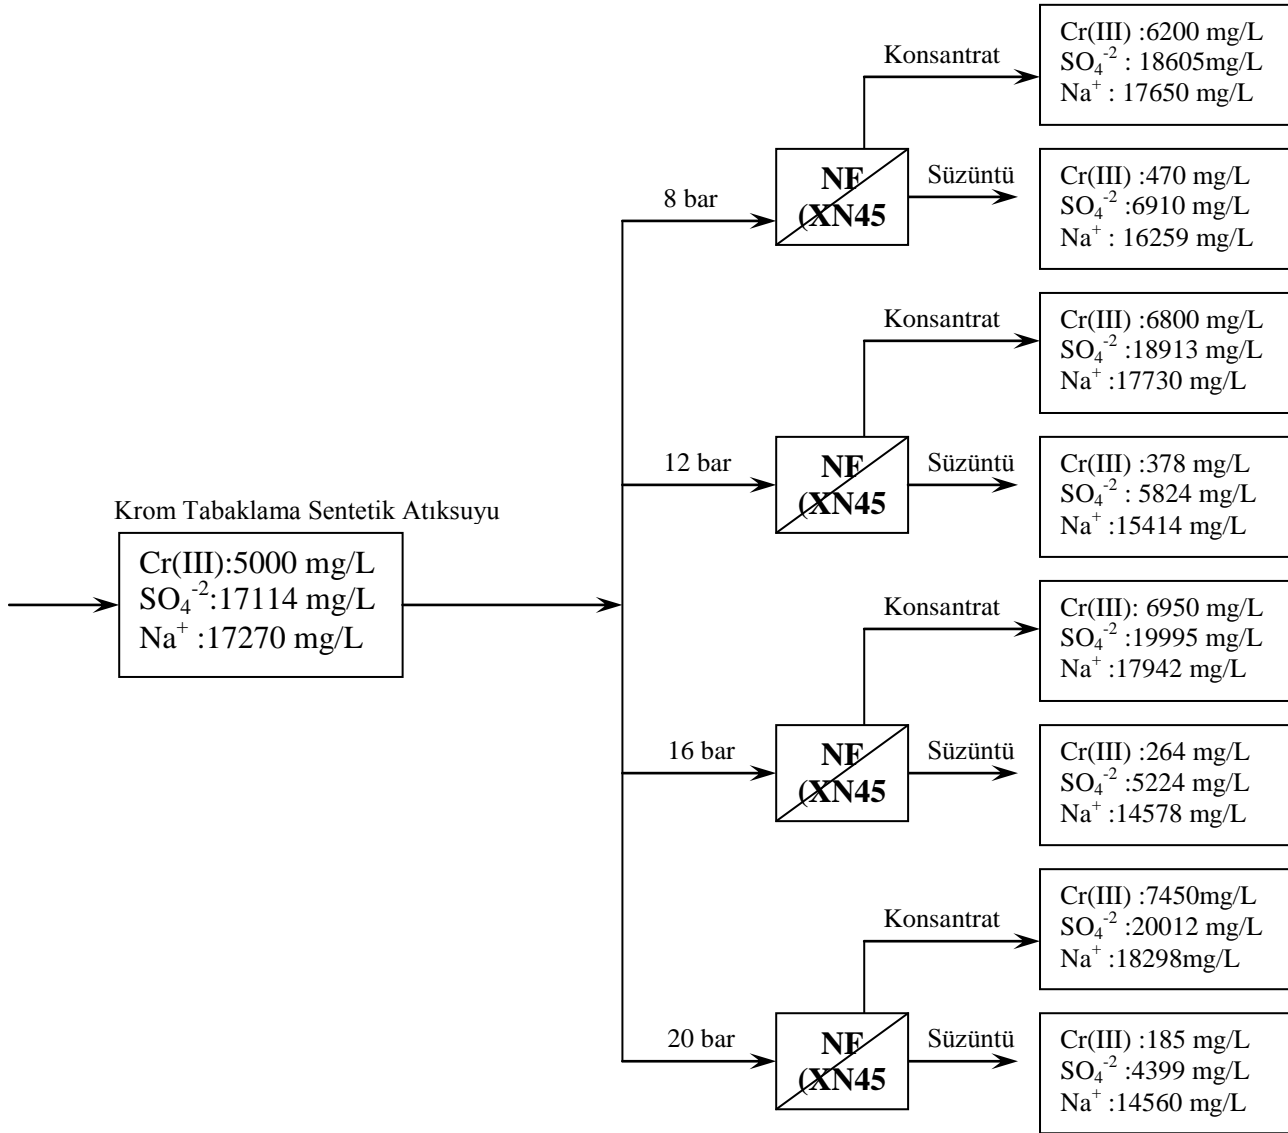 Krom Tabaklama Sentetik Atıksuyu
Cr(III):5000 mg/L
SO₄⁻²:17114 mg/L
Na⁺ :17270 mg/L
8 bar
NF
(XN45
Konsantrat
Cr(III) :6200 mg/L
SO₄⁻² : 18605mg/L
Na⁺ : 17650 mg/L
Süzüntü
Cr(III) :470 mg/L
SO₄⁻² :6910 mg/L
Na⁺ : 16259 mg/L
12 bar
NF
(XN45
Konsantrat
Cr(III) :6800 mg/L
SO₄⁻² :18913 mg/L
Na⁺ :17730 mg/L
Süzüntü
Cr(III) :378 mg/L
SO₄⁻² : 5824 mg/L
Na⁺ :15414 mg/L
16 bar
NF
(XN45
Konsantrat
Cr(III): 6950 mg/L
SO₄⁻² :19995 mg/L
Na⁺ :17942 mg/L
Süzüntü
Cr(III) :264 mg/L
SO₄⁻² :5224 mg/L
Na⁺ :14578 mg/L
20 bar
NF
(XN45
Konsantrat
Cr(III) :7450mg/L
SO₄⁻² :20012 mg/L
Na⁺ :18298mg/L
Süzüntü
Cr(III) :185 mg/L
SO₄⁻² :4399 mg/L
Na⁺ :14560 mg/L